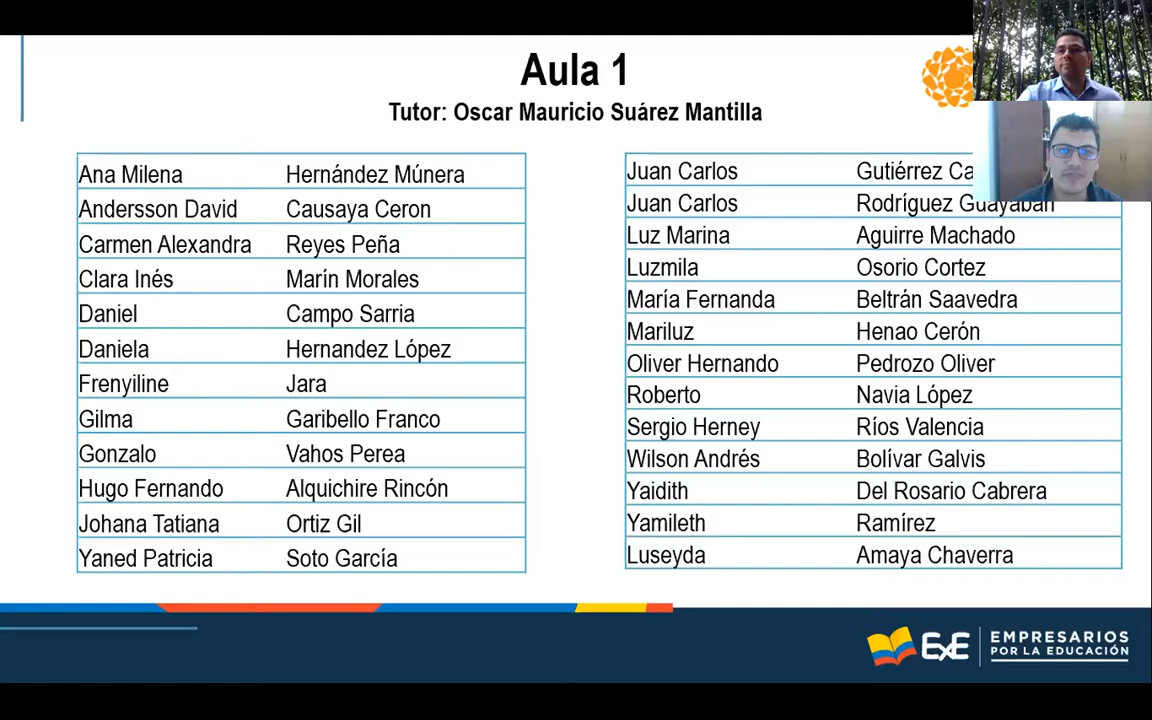 Aula 1
Tutor: Oscar Mauricio Suárez Mantilla
Ana Milena Hernández Múnera
Andersson David Causaya Ceron
Carmen Alexandra Reyes Peña
Clara Inés Marín Morales
Daniel Campo Sarria
Daniela Hernandez López
Frenyiline Jara
Gilma Garibello Franco
Gonzalo Vahos Perea
Hugo Fernando Alquichire Rincón
Johana Tatiana Ortiz Gil
Yaned Patricia Soto García
Juan Carlos Gutiérrez
Juan Carlos Rodríguez Guayabán
Luz Marina Aguirre Machado
Luzmila Osorio Cortez
María Fernanda Beltrán Saavedra
Mariluz Henao Cerón
Oliver Hernando Pedrozo Oliver
Roberto Navia López
Sergio Herney Ríos Valencia
Wilson Andrés Bolívar Galvis
Yaidith Del Rosario Cabrera
Yamileth Ramírez
Luseyda Amaya Chaverra
ExE
EMPRESARIOS
POR LA EDUCACIÓN